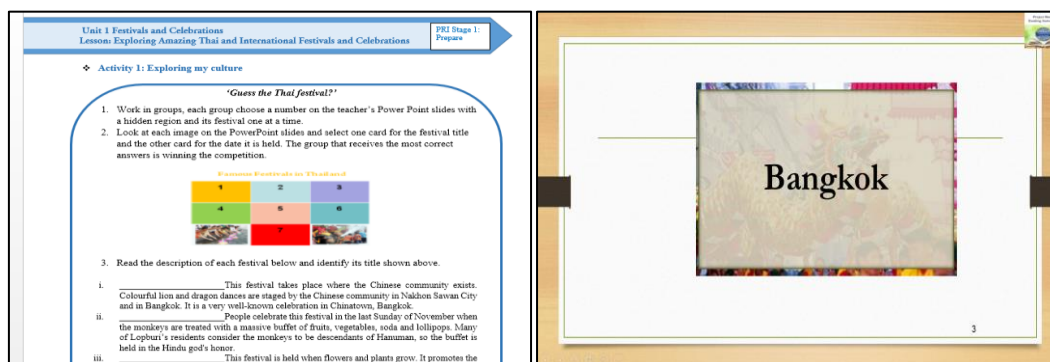 Unit 1 Festivals and Celebrations
Lesson: Exploring Amazing Thai and International Festivals and Celebrations
PRI Stage 1:
Prepare
❖ Activity 1: Exploring my culture
'Guess the Thai festival?'
1. Work in groups, each group choose a number on the teacher's Power Point slides with
a hidden region and its festival one at a time.
2. Look at each image on the PowerPoint slides and select one card for the festival title
and the other card for the date it is held. The group that receives the most correct
answers is winning the competition.
Famous Festivals in Thailand
1 2 3
4 5 6
7
3. Read the description of each festival below and identify its title shown above.
i. ____________________This festival takes place where the Chinese community exists.
Colourful lion and dragon dances are staged by the Chinese community in Nakhon Sawan City
and in Bangkok. It is a very well-known celebration in Chinatown, Bangkok.
ii. ____________________People celebrate this festival in the last Sunday of November when
the monkeys are treated with a massive buffet of fruits, vegetables, soda and lollipops. Many
of Lopburi's residents consider the monkeys to be descendants of Hanuman, so the buffet is
held in the Hindu god's honor.
iii. ____________________This festival is held when flowers and plants grow. It promotes the
Bangkok
3